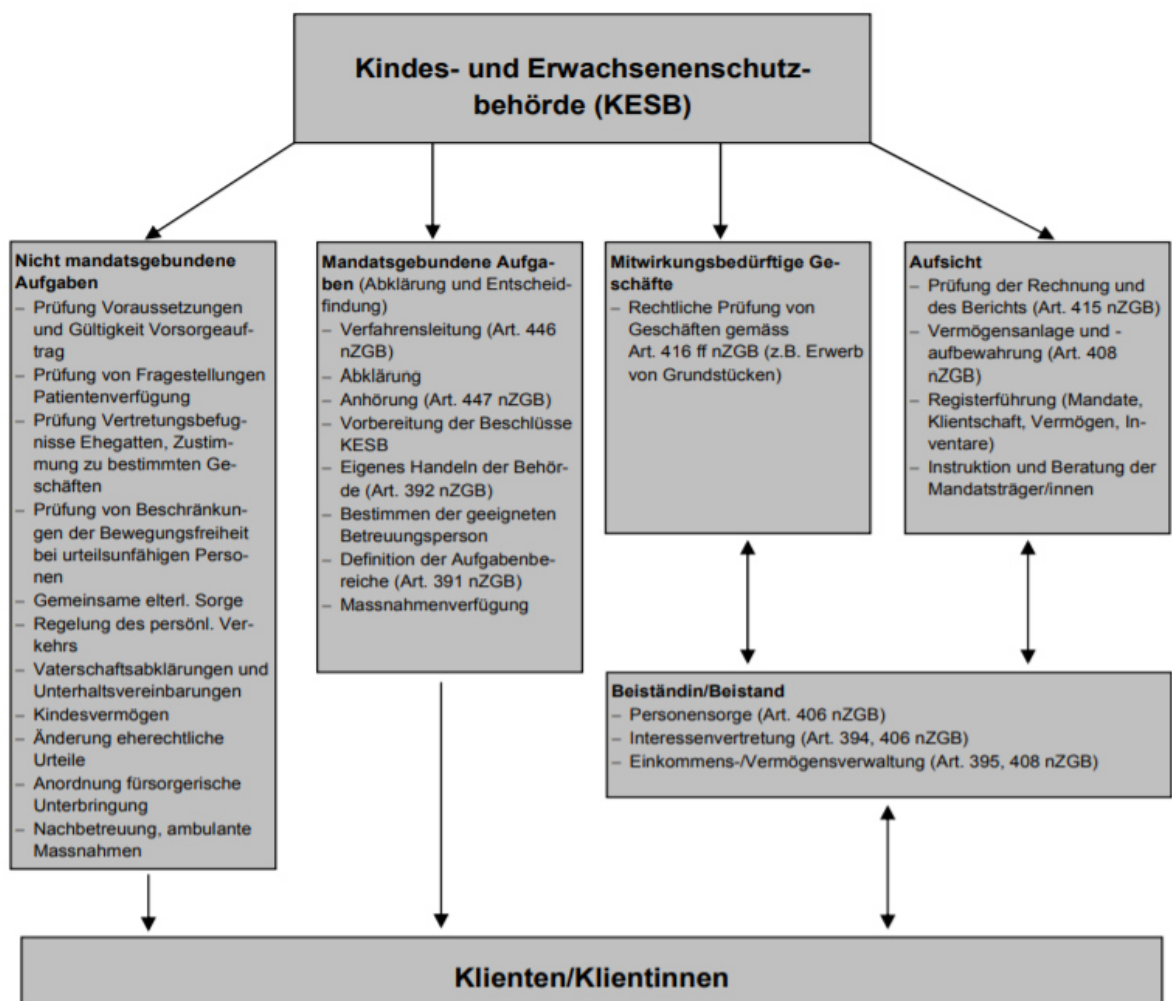 Kindes- und Erwachsenenschutz-
behörde (KESB)
Nicht mandatsgebundene
Aufgaben
– Prüfung Voraussetzungen
und Gültigkeit Vorsorgeauf-
trag
– Prüfung von Fragestellungen
Patientenverfügung
– Prüfung Vertretungsbefug-
nisse Ehegatten, Zustim-
mung zu bestimmten Ge-
schäften
– Prüfung von Beschränkun-
gen der Bewegungsfreiheit
bei urteilsunfähigen Perso-
nen
– Gemeinsame elterl. Sorge
– Regelung des persönl. Ver-
kehrs
– Vaterschaftsabklärungen und
Unterhaltsvereinbarungen
– Kindesvermögen
– Änderung eherechtliche
Urteile
– Anordnung fürsorgerische
Unterbringung
– Nachbetreuung, ambulante
Massnahmen
Mandatsgebundene Aufga-
ben (Abklärung und Entscheid-
findung)
– Verfahrensleitung (Art. 446
nZGB)
– Abklärung
– Anhörung (Art. 447 nZGB)
– Vorbereitung der Beschlüsse
KESB
– Eigenes Handeln der Behör-
de (Art. 392 nZGB)
– Bestimmen der geeigneten
Betreuungsperson
– Definition der Aufgabenbe-
reiche (Art. 391 nZGB)
– Massnahmenverfügung
Mitwirkungsbedürftige Ge-
schäfte
– Rechtliche Prüfung von
Geschäften gemäss
Art. 416 ff nZGB (z.B. Erwerb
von Grundstücken)
Aufsicht
– Prüfung der Rechnung und
des Berichts (Art. 415 nZGB)
– Vermögensanlage und -
aufbewahrung (Art. 408
nZGB)
– Registerführung (Mandate,
Klientschaft, Vermögen, In-
ventare)
– Instruktion und Beratung der
Mandatsträger/innen
Beiständin/Beistand
– Personensorge (Art. 406 nZGB)
– Interessenvertretung (Art. 394, 406 nZGB)
– Einkommens-/Vermögensverwaltung (Art. 395, 408 nZGB)
Klienten/Klientinnen